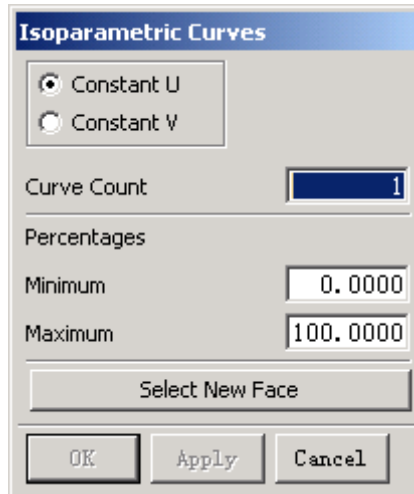 Isoparametric Curves
Constant U
Constant V
Curve Count 1
Percentages
Minimum 0.0000
Maximum 100.0000
Select New Face
OK Apply Cancel